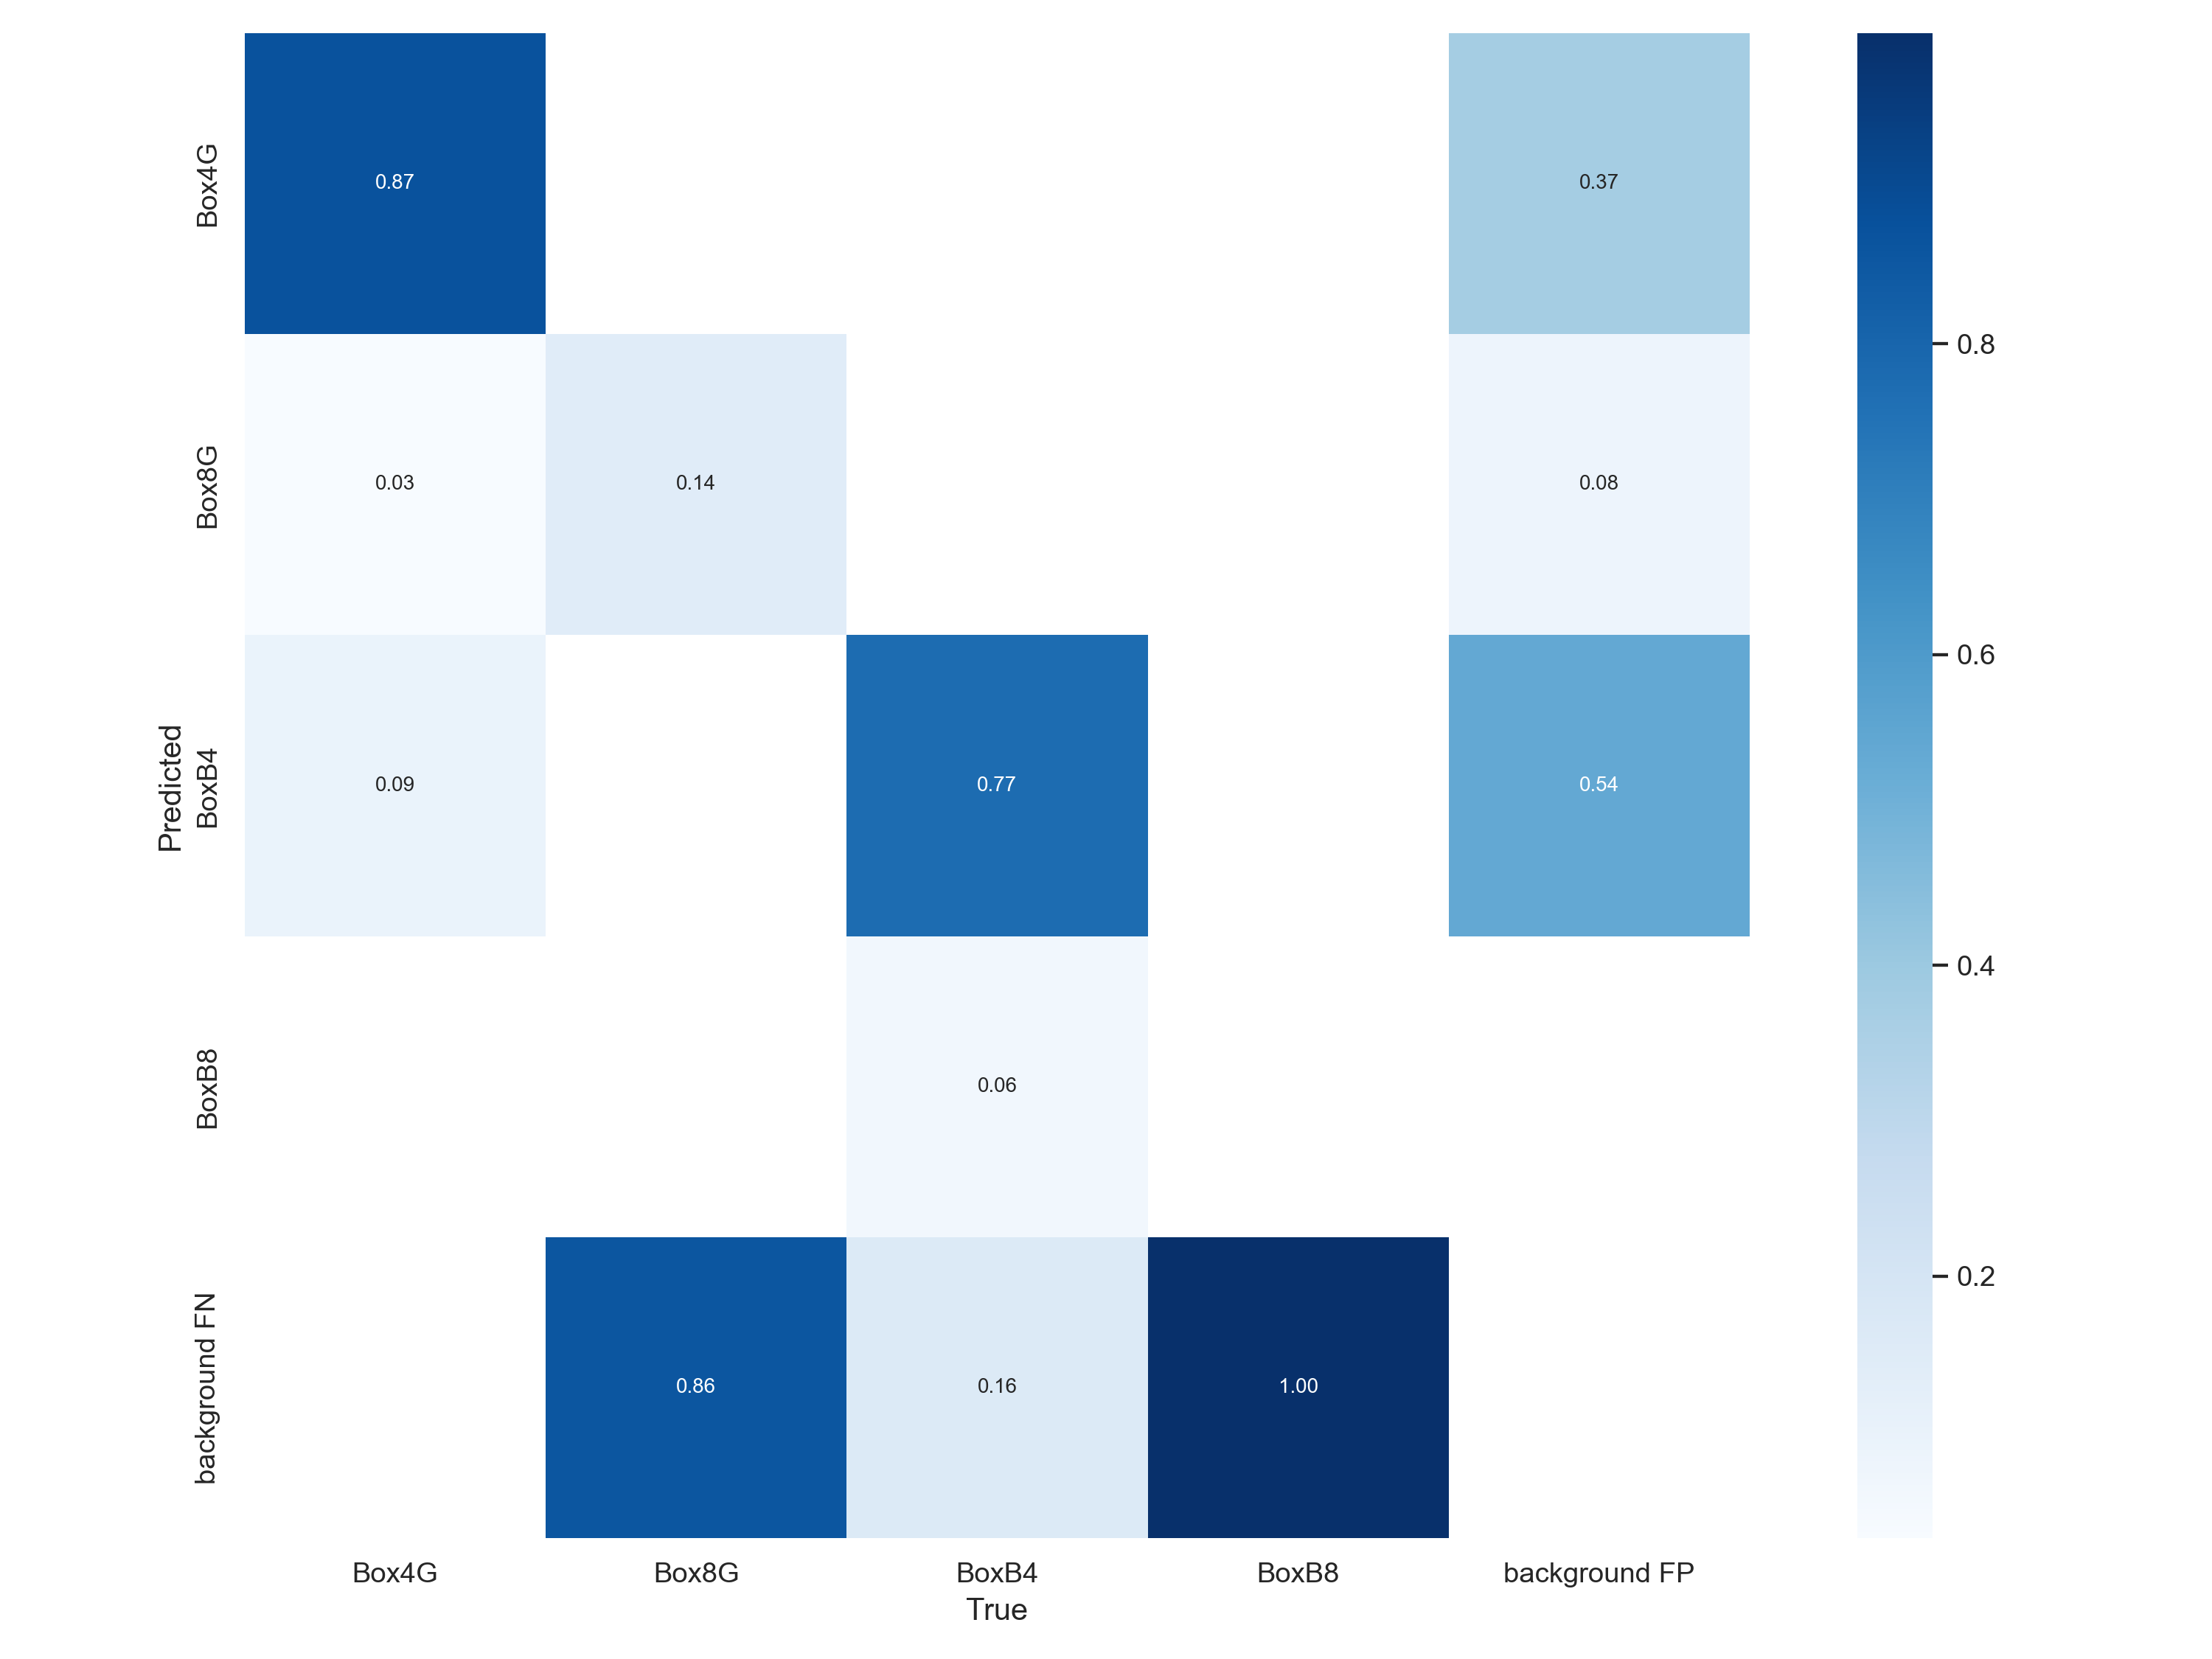 Predicted
Box4G
0.87
0.37
Box8G
0.03
0.14
0.08
BoxB4
0.09
0.77
0.54
BoxB8
0.06
background FN
0.86
0.16
1.00
Box4G
Box8G
BoxB4
BoxB8
background FP
True
0.8
0.6
0.4
0.2